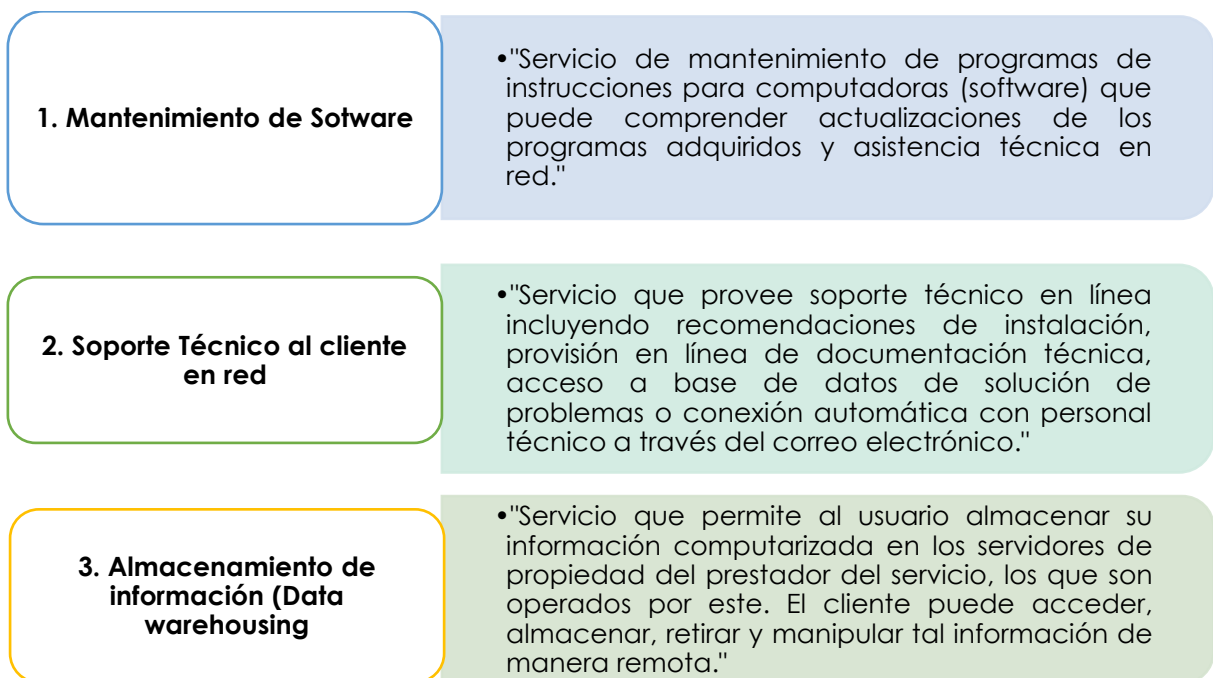 1. Mantenimiento de Sotware
•"Servicio de mantenimiento de programas de
instrucciones para computadoras (software) que
puede comprender actualizaciones de los
programas adquiridos y asistencia técnica en
red."
2. Soporte Técnico al cliente
en red
•"Servicio que provee soporte técnico en línea
incluyendo recomendaciones de instalación,
provisión en línea de documentación técnica,
acceso a base de datos de solución de
problemas o conexión automática con personal
técnico a través del correo electrónico."
3. Almacenamiento de
información (Data
warehousing
•"Servicio que permite al usuario almacenar su
información computarizada en los servidores de
propiedad del prestador del servicio, los que son
operados por este. El cliente puede acceder,
almacenar, retirar y manipular tal información de
manera remota."